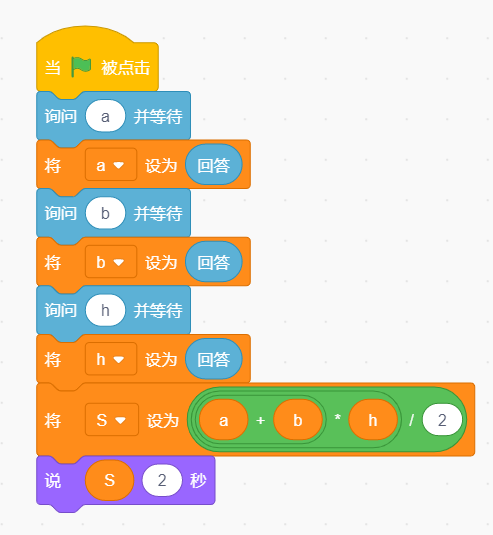 当 被点击
询问 a 并等待
将 a 设为 回答
询问 b 并等待
将 b 设为 回答
询问 h 并等待
将 h 设为 回答
将 S 设为 a + b * h / 2
说 S 2 秒